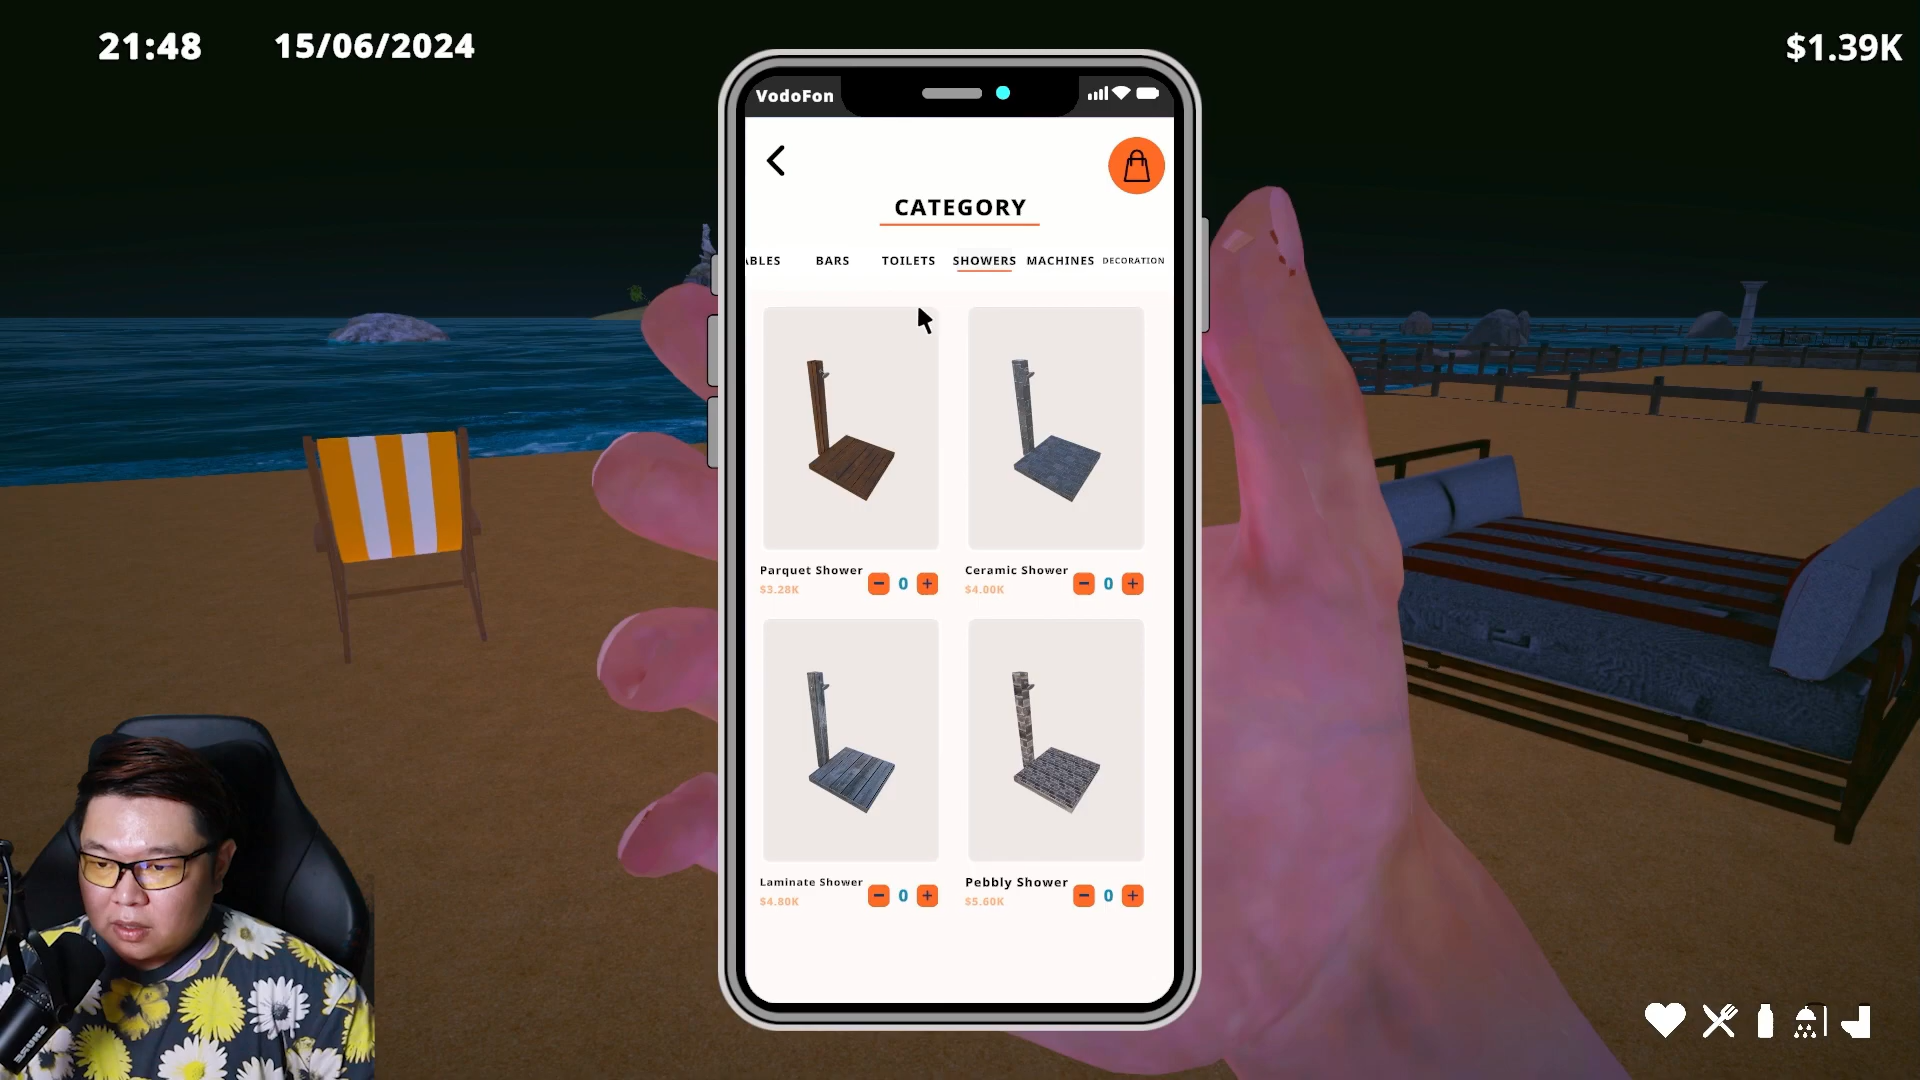 21:48 15/06/2024 $1.39K
VodoFon
CATEGORY
ABLES BARS TOILETS SHOWERS MACHINES DECORATION
Parquet Shower - 0 + Ceramic Shower - 0 +
$3.28K $4.00K
Laminate Shower - 0 + Pebbly Shower - 0 +
$4.80K $5.60K